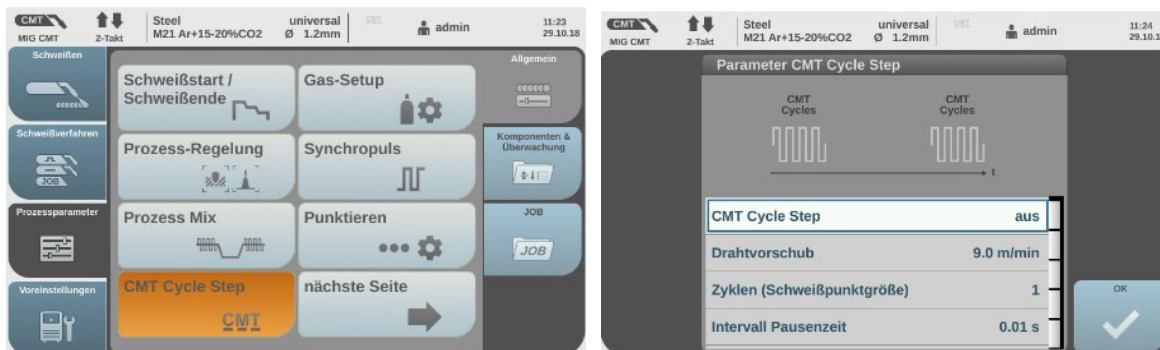 CMT
MIG CMT
2-Takt
Steel universal
M21 Ar+15-20%CO2 Ø 1.2mm
admin
11:23
29.10.18
Schweißen
Schweißverfahren
JOB
Prozessparameter
Voreinstellungen
Schweißstart /
Schweißende
Gas-Setup
Prozess-Regelung
Synchropuls
Prozess Mix
Punktieren
CMT Cycle Step
CMT
nächste Seite
Allgemein
Komponenten &
Überwachung
JOB
JOB
CMT
MIG CMT
2-Takt
Steel universal
M21 Ar+15-20%CO2 Ø 1.2mm
admin
11:24
29.10.1
Parameter CMT Cycle Step
CMT
Cycles
CMT
Cycles
t
CMT Cycle Step aus
Drahtvorschub 9.0 m/min
Zyklen (Schweißpunktgröße) 1
Intervall Pausenzeit 0.01 s
OK